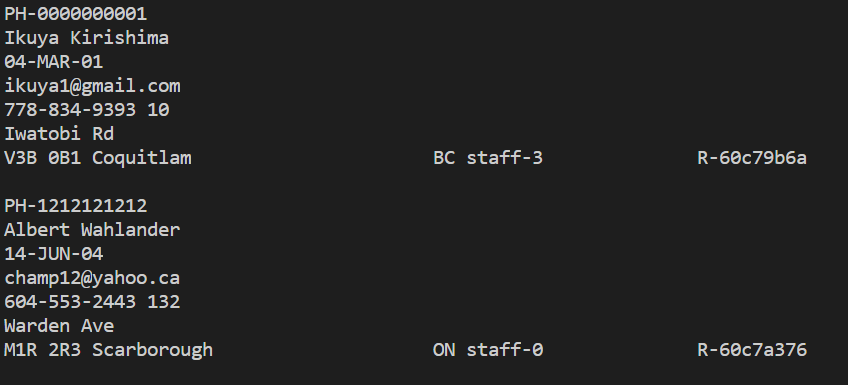 PH-0000000001
Ikuya Kirishima
04-MAR-01
ikuya1@gmail.com
778-834-9393 10
Iwatobi Rd
V3B 0B1 Coquitlam BC staff-3 R-60c79b6a
PH-1212121212
Albert Wahlander
14-JUN-04
champ12@yahoo.ca
604-553-2443 132
Warden Ave
M1R 2R3 Scarborough ON staff-0 R-60c7a376